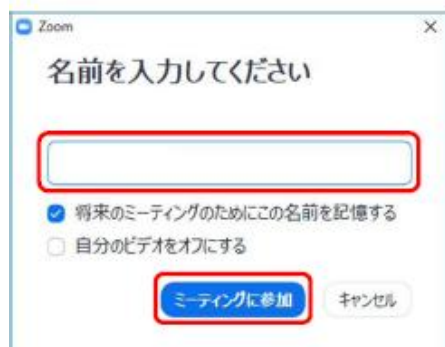 Zoom
名前を入力してください
将来のミーティングのためにこの名前を記憶する
自分のビデオをオフにする
ミーティングに参加 キャンセル